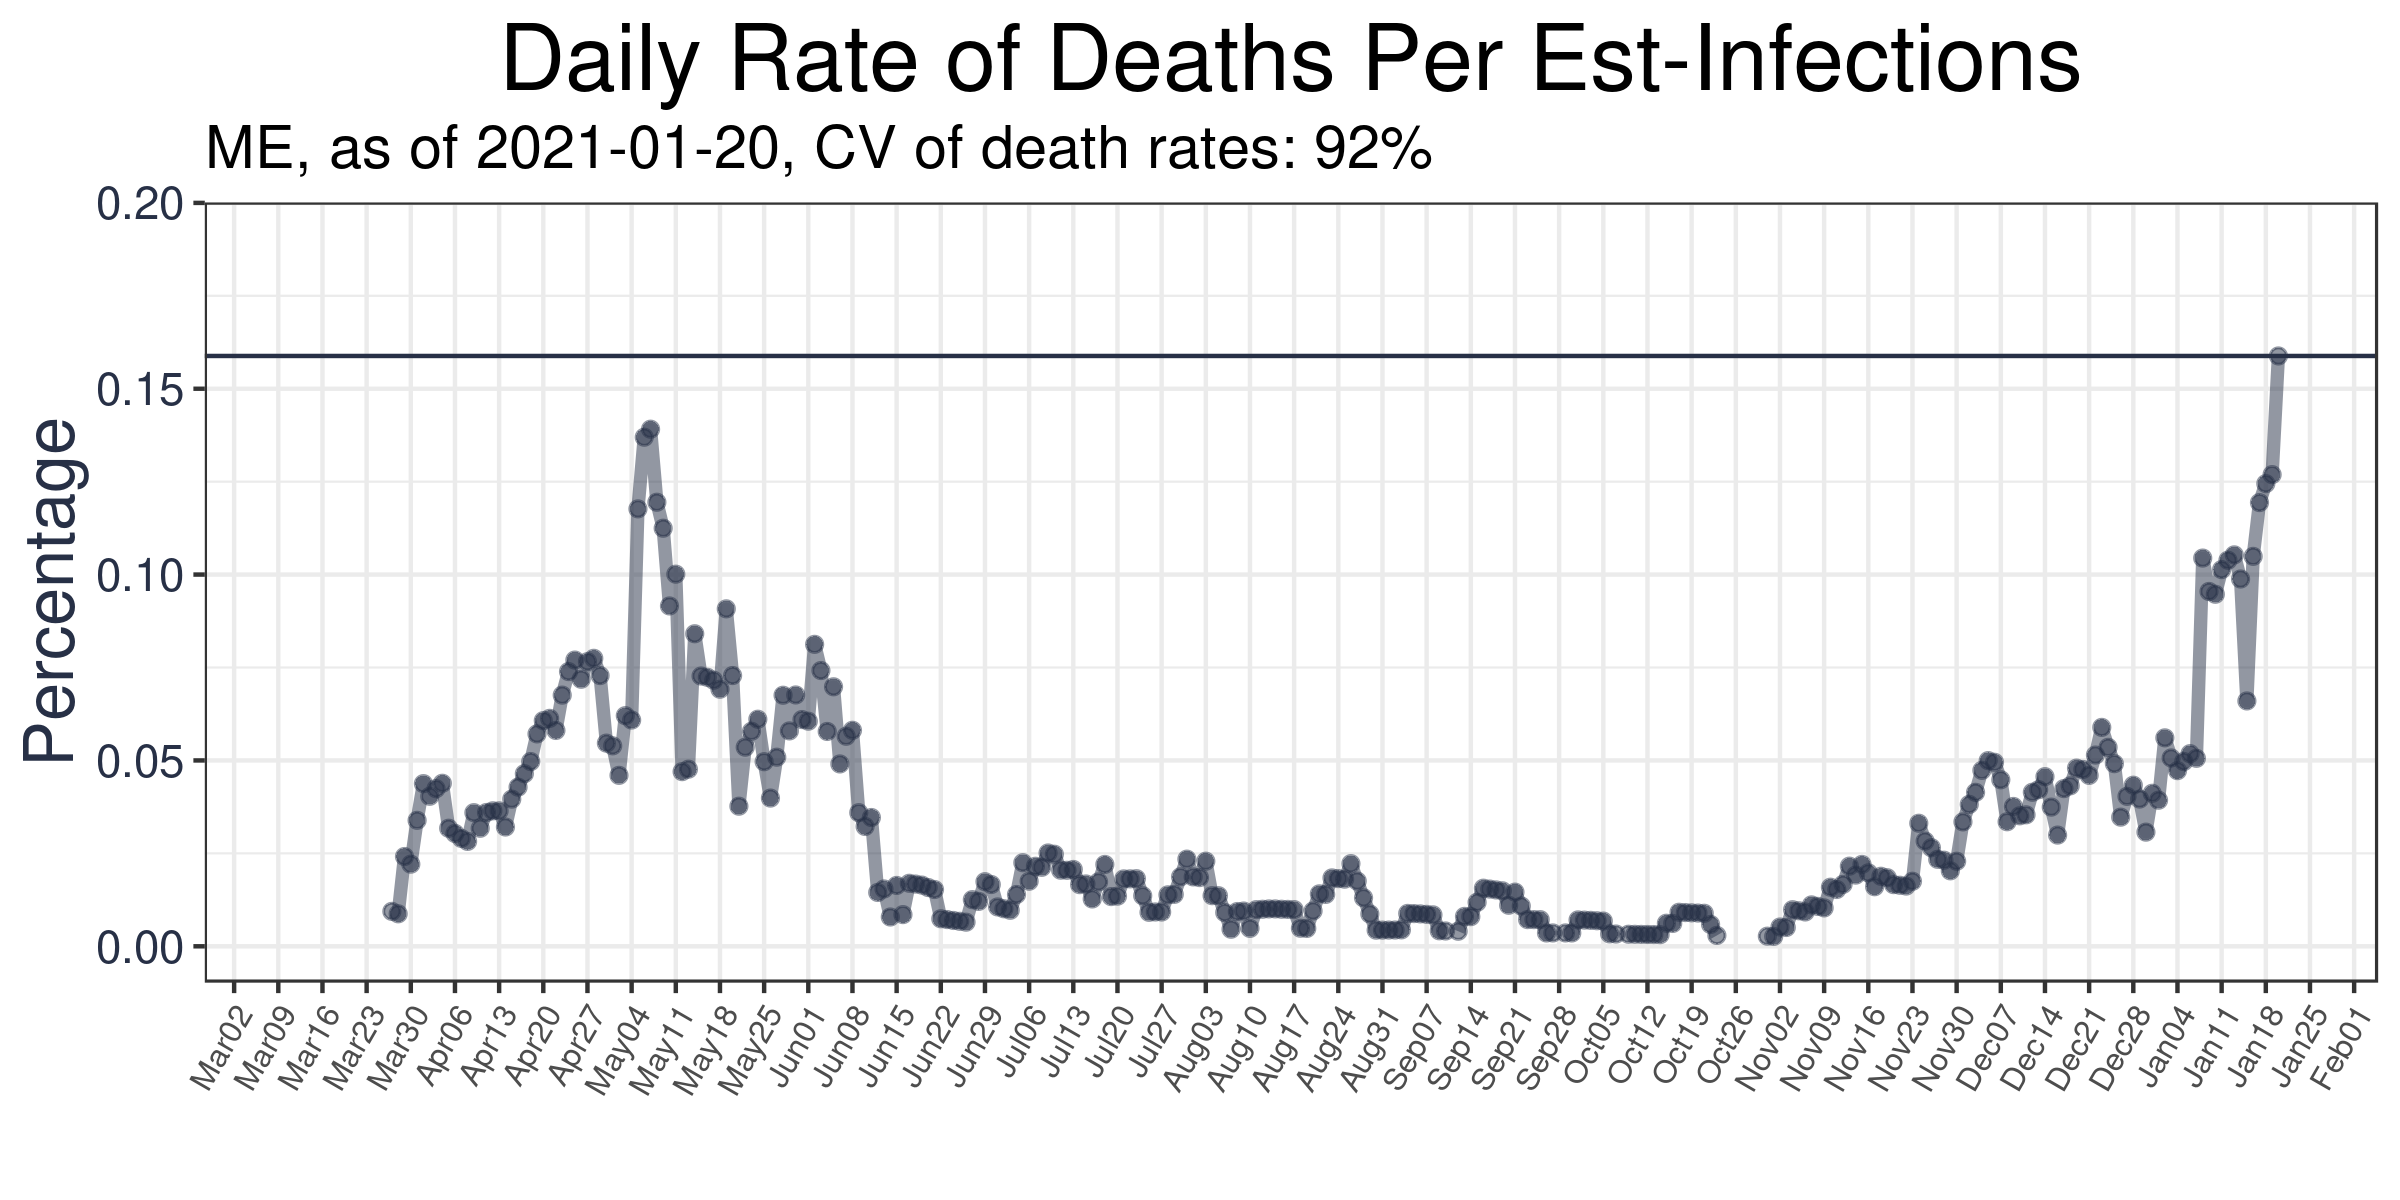 Daily Rate of Deaths Per Est-Infections
ME, as of 2021-01-20, CV of death rates: 92%
Percentage
0.20
0.15
0.10
0.05
0.00
Mar02
Mar09
Mar16
Mar23
Mar30
Apr06
Apr13
Apr20
Apr27
May04
May11
May18
May25
Jun01
Jun08
Jun15
Jun22
Jun29
Jul06
Jul13
Jul20
Jul27
Aug03
Aug10
Aug17
Aug24
Aug31
Sep07
Sep14
Sep21
Sep28
Oct05
Oct12
Oct19
Oct26
Nov02
Nov09
Nov16
Nov23
Nov30
Dec07
Dec14
Dec21
Dec28
Jan04
Jan11
Jan18
Jan25
Feb01